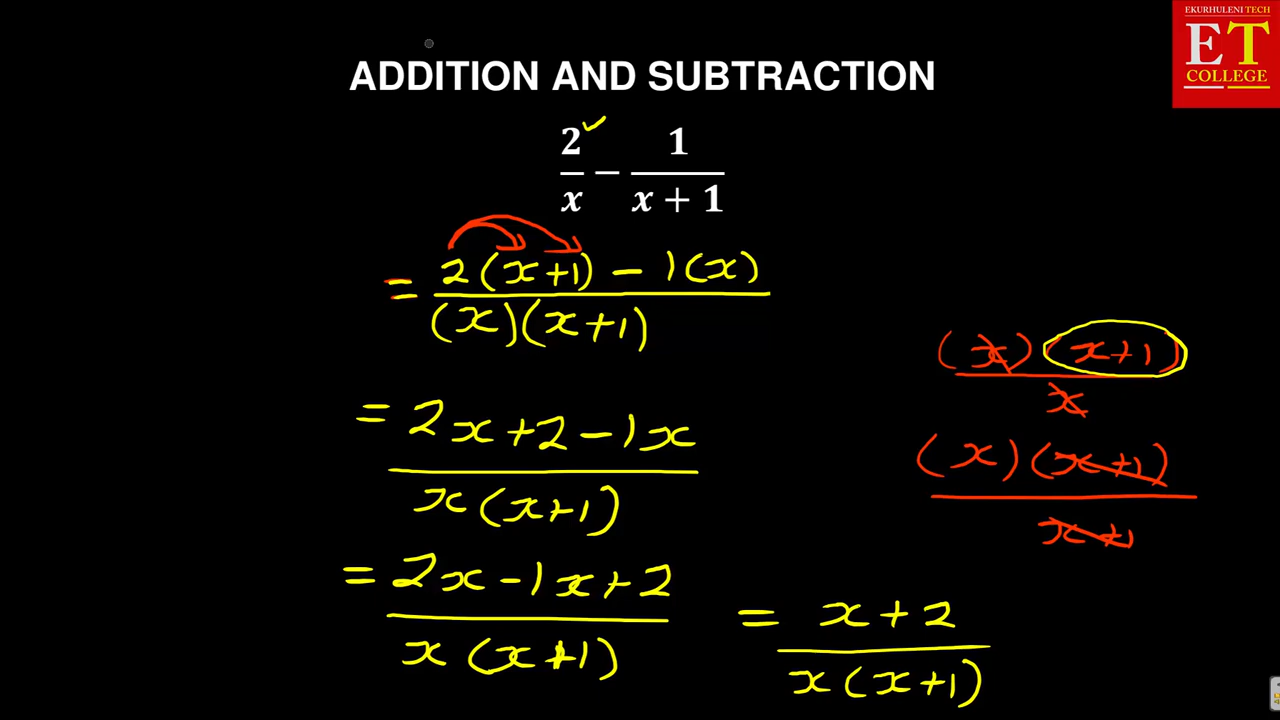 EKURHULENI TECH
ET
COLLEGE
ADDITION AND SUBTRACTION
2/x − 1/(x + 1)
= (2(x+1) − 1(x))/((x)(x+1))
= (2x+2−1x)/(x(x+1))
= (2x−1x+2)/(x(x+1))
= (x+2)/(x(x+1))
((x)(x+1))/x
((x)(x+1))/(x+1)